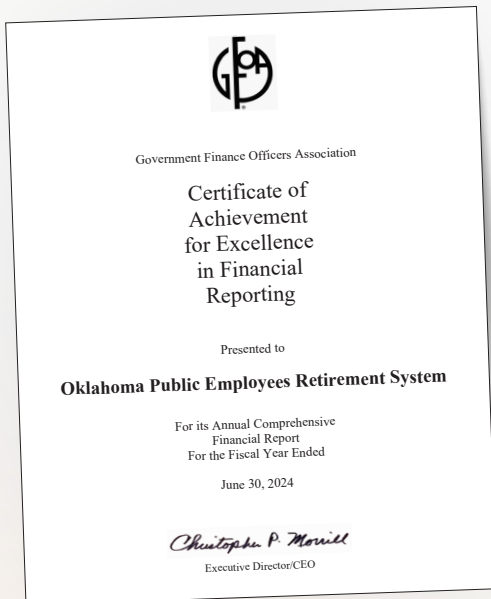 GFOA
Government Finance Officers Association
Certificate of
Achievement
for Excellence
in Financial
Reporting
Presented to
Oklahoma Public Employees Retirement System
For its Annual Comprehensive
Financial Report
For the Fiscal Year Ended
June 30, 2024
Christopher P. Morrill
Executive Director/CEO